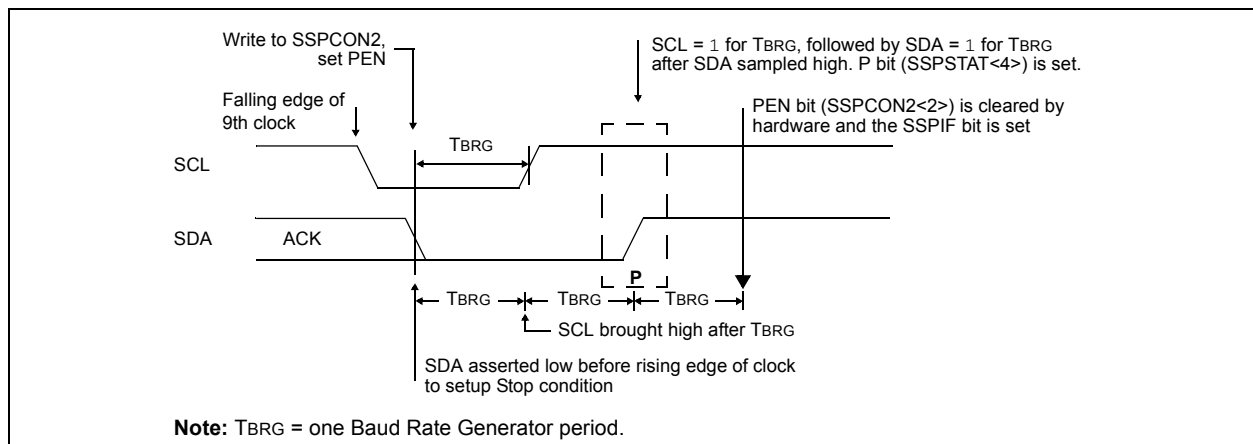 Write to SSPCON2,
set PEN
SCL = 1 for TBRG, followed by SDA = 1 for TBRG
after SDA sampled high. P bit (SSPSTAT<4>) is set.
Falling edge of
9th clock
PEN bit (SSPCON2<2>) is cleared by
hardware and the SSPIF bit is set
TBRG
SCL
SDA
ACK
P
TBRG
TBRG
TBRG
SCL brought high after TBRG
SDA asserted low before rising edge of clock
to setup Stop condition
Note: TBRG = one Baud Rate Generator period.